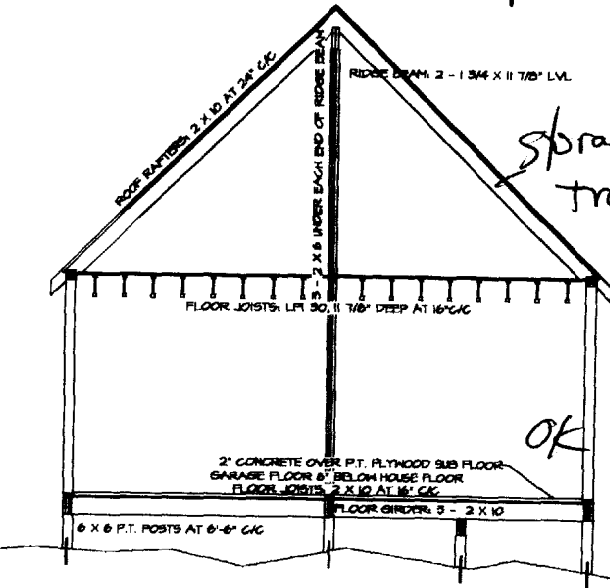 RIDGE BEAM: 2 - 1 3/4 X 11 7/8" LVL
ROOF RAFTERS: 2 X 10 AT 24" C/C
3 - 2 X 6 UNDER EACH END OF RIDGE BEAM
FLOOR JOISTS: LPI 30, 11 7/8" DEEP AT 16" C/C
OK
2" CONCRETE OVER P.T. PLYWOOD SUB FLOOR
GARAGE FLOOR 6" BELOW HOUSE FLOOR
FLOOR JOISTS: 2 X 10 AT 16" C/C
FLOOR GIRDER: 3 - 2 X 10
6 X 6 P.T. POSTS AT 6'-6" C/C